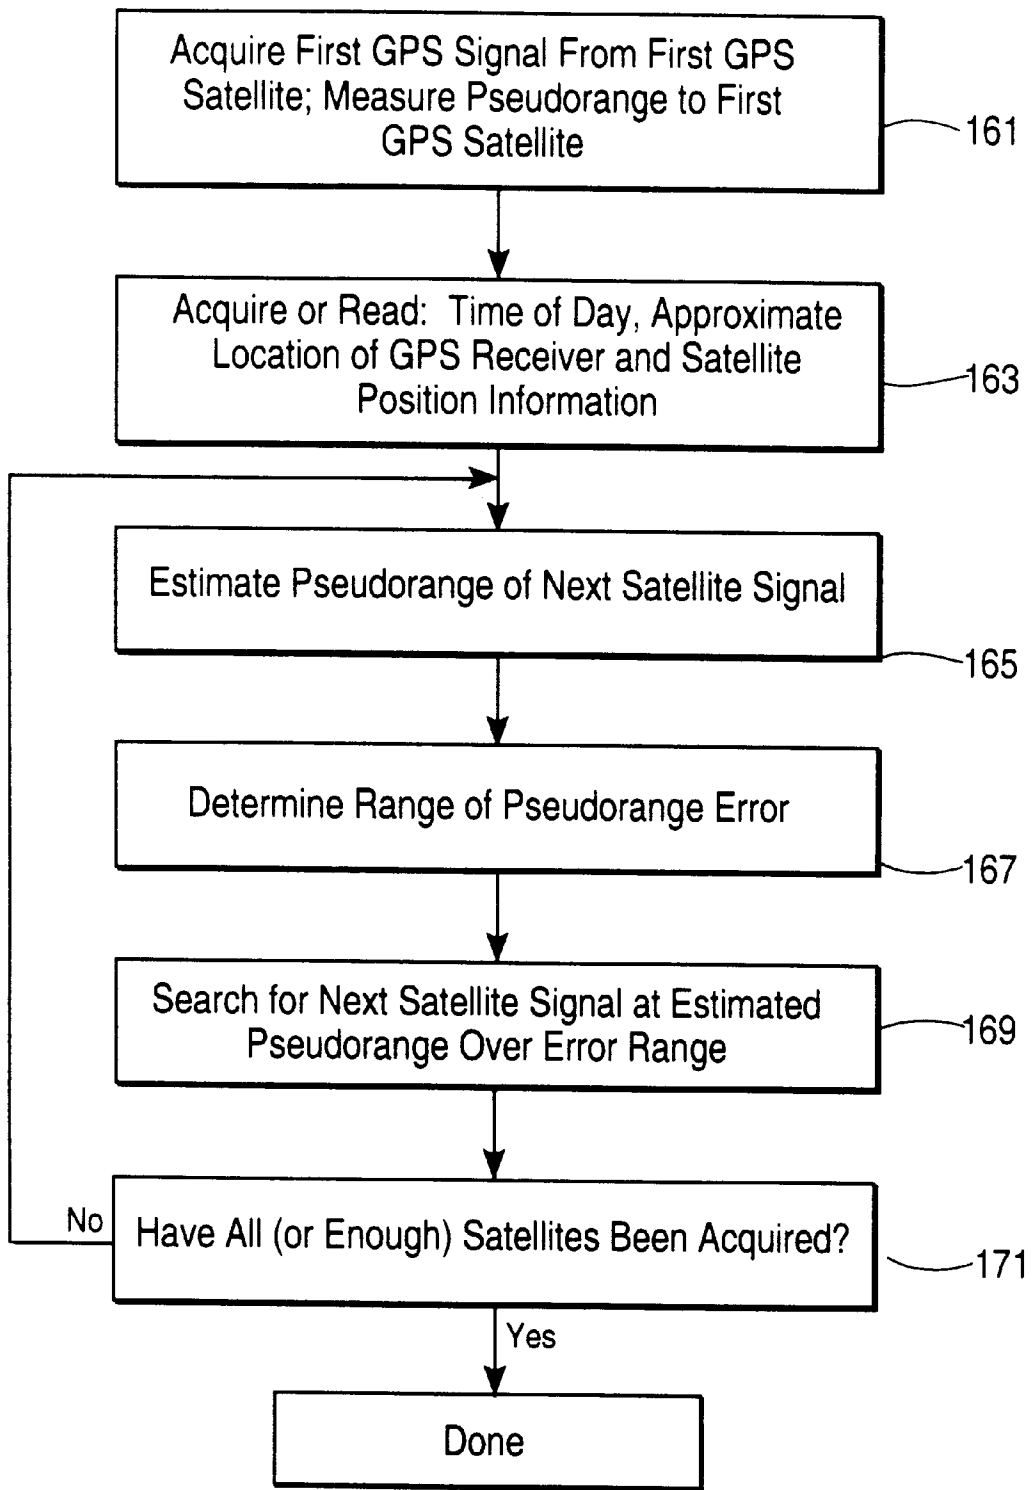 Acquire First GPS Signal From First GPS
Satellite; Measure Pseudorange to First
GPS Satellite
161
Acquire or Read: Time of Day, Approximate
Location of GPS Receiver and Satellite
Position Information
163
Estimate Pseudorange of Next Satellite Signal
165
Determine Range of Pseudorange Error
167
Search for Next Satellite Signal at Estimated
Pseudorange Over Error Range
169
No
Have All (or Enough) Satellites Been Acquired?
171
Yes
Done